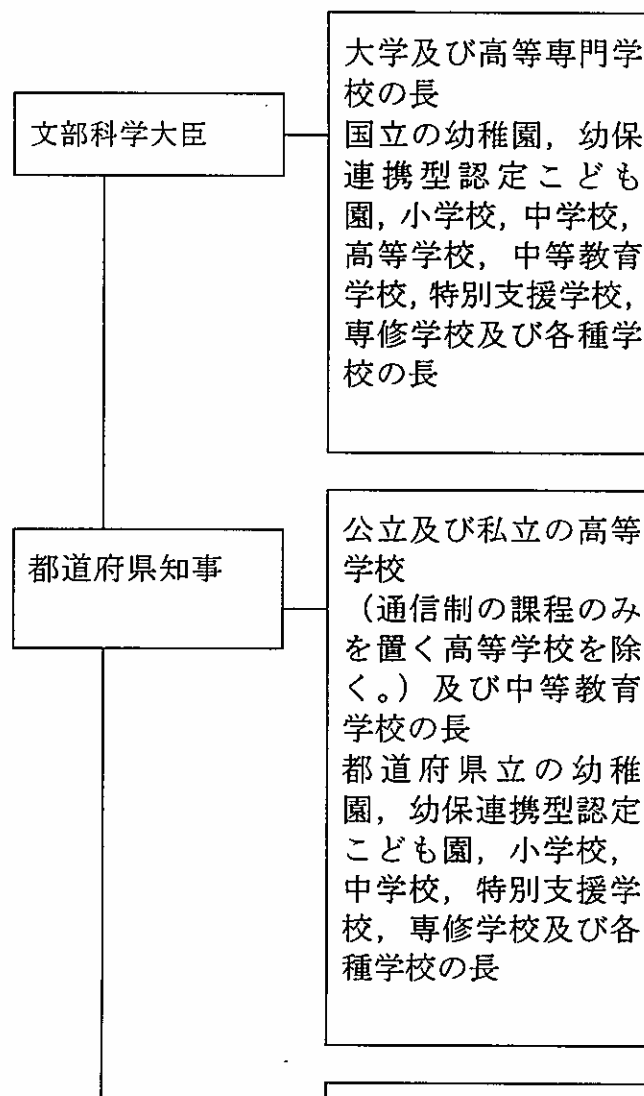 文部科学大臣
大学及び高等専門学
校の長
国立の幼稚園，幼保
連携型認定こども
園，小学校，中学校，
高等学校，中等教育
学校，特別支援学校，
専修学校及び各種学
校の長
都道府県知事
公立及び私立の高等
学校
（通信制の課程のみ
を置く高等学校を除
く。）及び中等教育
学校の長
都道府県立の幼稚
園，幼保連携型認定
こども園，小学校，
中学校，特別支援学
校，専修学校及び各
種学校の長